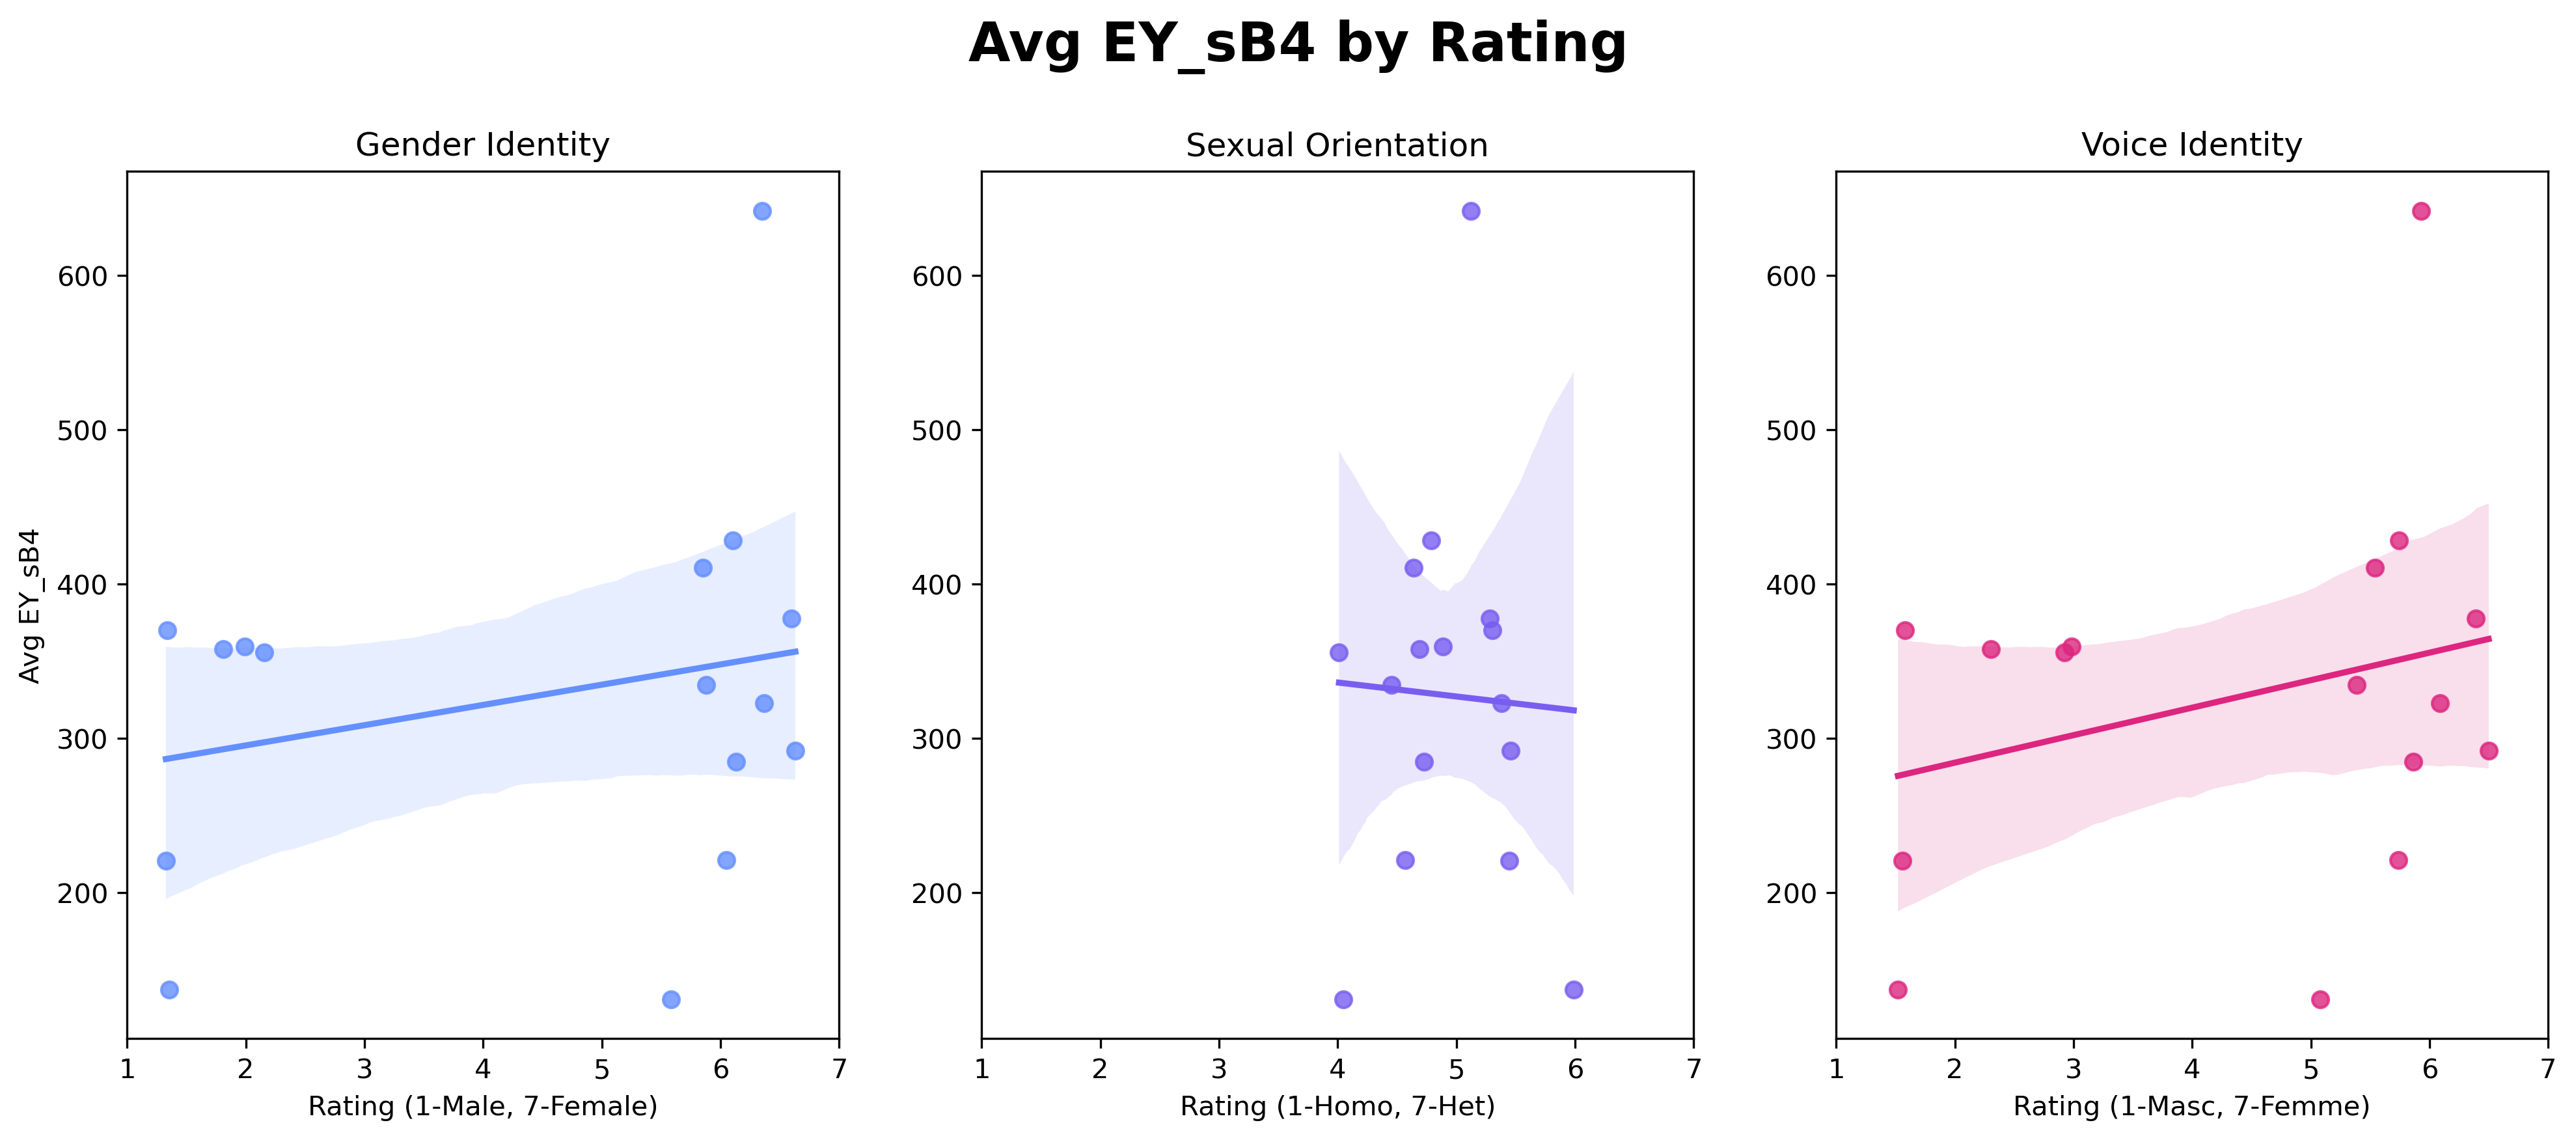 Avg EY_sB4 by Rating
Gender Identity
Sexual Orientation
Voice Identity
Avg EY_sB4
600
500
400
300
200
1 2 3 4 5 6 7
Rating (1-Male, 7-Female)
600
500
400
300
200
1 2 3 4 5 6 7
Rating (1-Homo, 7-Het)
600
500
400
300
200
1 2 3 4 5 6 7
Rating (1-Masc, 7-Femme)